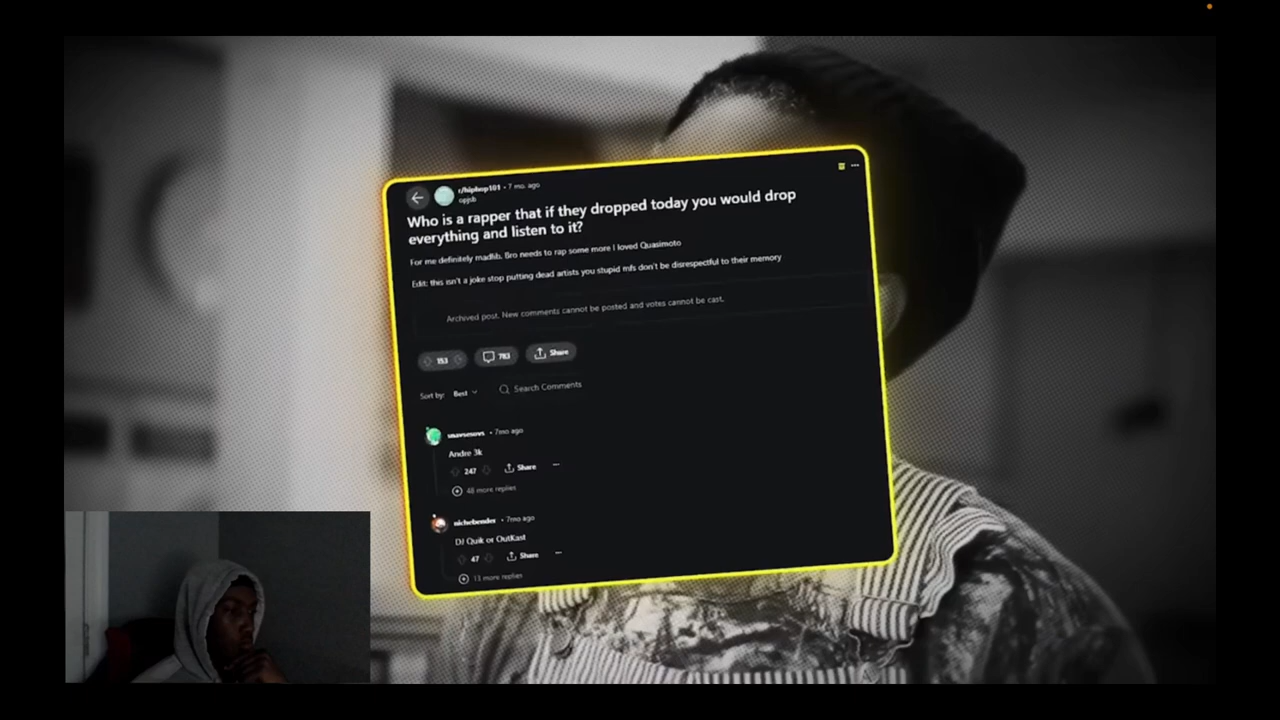 r/hiphop101 • 7 mo. ago
opjsb
Who is a rapper that if they dropped today you would drop
everything and listen to it?
For me definitely madlib. Bro needs to rap some more I loved Quasimoto
Edit: this isn't a joke stop putting dead artists you stupid mfs don't be disrespectful to their memory
Archived post. New comments cannot be posted and votes cannot be cast.
153 783 Share
Sort by: Best Search Comments
• 7mo ago
Andre 3k
247 Share ...
48 more replies
nichebender • 7mo ago
DJ Quik or OutKast
47 Share ...
13 more replies